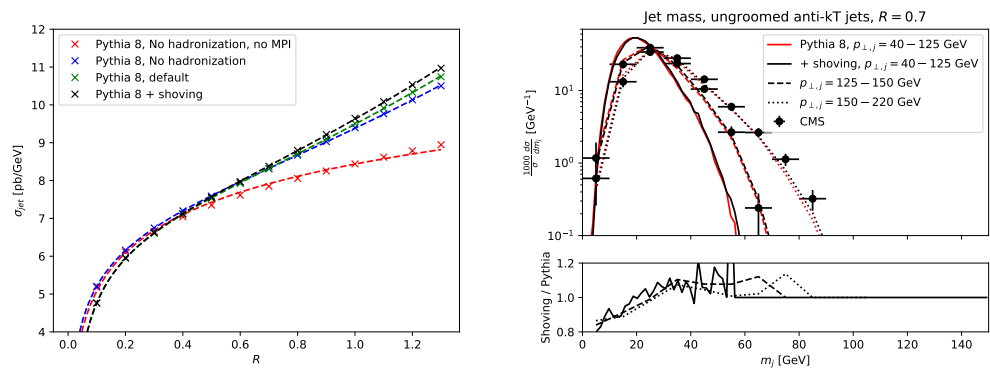 12
11
10
9
8
7
6
5
4
σ_jet [pb/GeV]
Pythia 8, No hadronization, no MPI
Pythia 8, No hadronization
Pythia 8, default
Pythia 8 + shoving
0.0 0.2 0.4 0.6 0.8 1.0 1.2
R
Jet mass, ungroomed anti-kT jets, R = 0.7
10¹
10⁰
10⁻¹
1000/σ dσ/dm_j [GeV⁻¹]
Pythia 8, p_⊥,j = 40 − 125 GeV
+ shoving, p_⊥,j = 40 − 125 GeV
p_⊥,j = 125 − 150 GeV
p_⊥,j = 150 − 220 GeV
CMS
1.2
1.0
0.8
Shoving / Pythia
0 20 40 60 80 100 120 140
m_j [GeV]